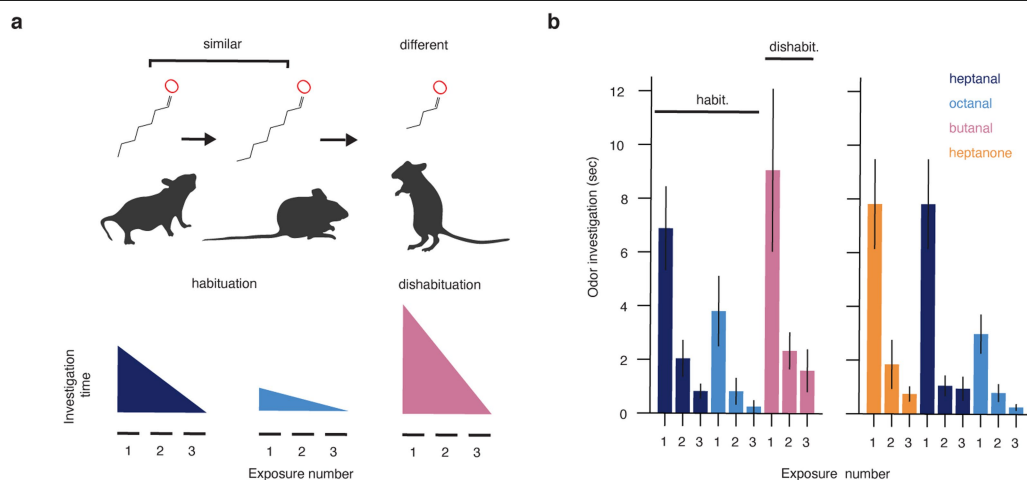 a
similar
different
habituation
dishabituation
Investigation
time
1 2 3
1 2 3
1 2 3
Exposure number
b
dishabit.
habit.
heptanal
octanal
butanal
heptanone
Odor investigation (sec)
12
10
8
6
4
2
0
1 2 3 1 2 3 1 2 3
1 2 3 1 2 3 1 2 3
Exposure number